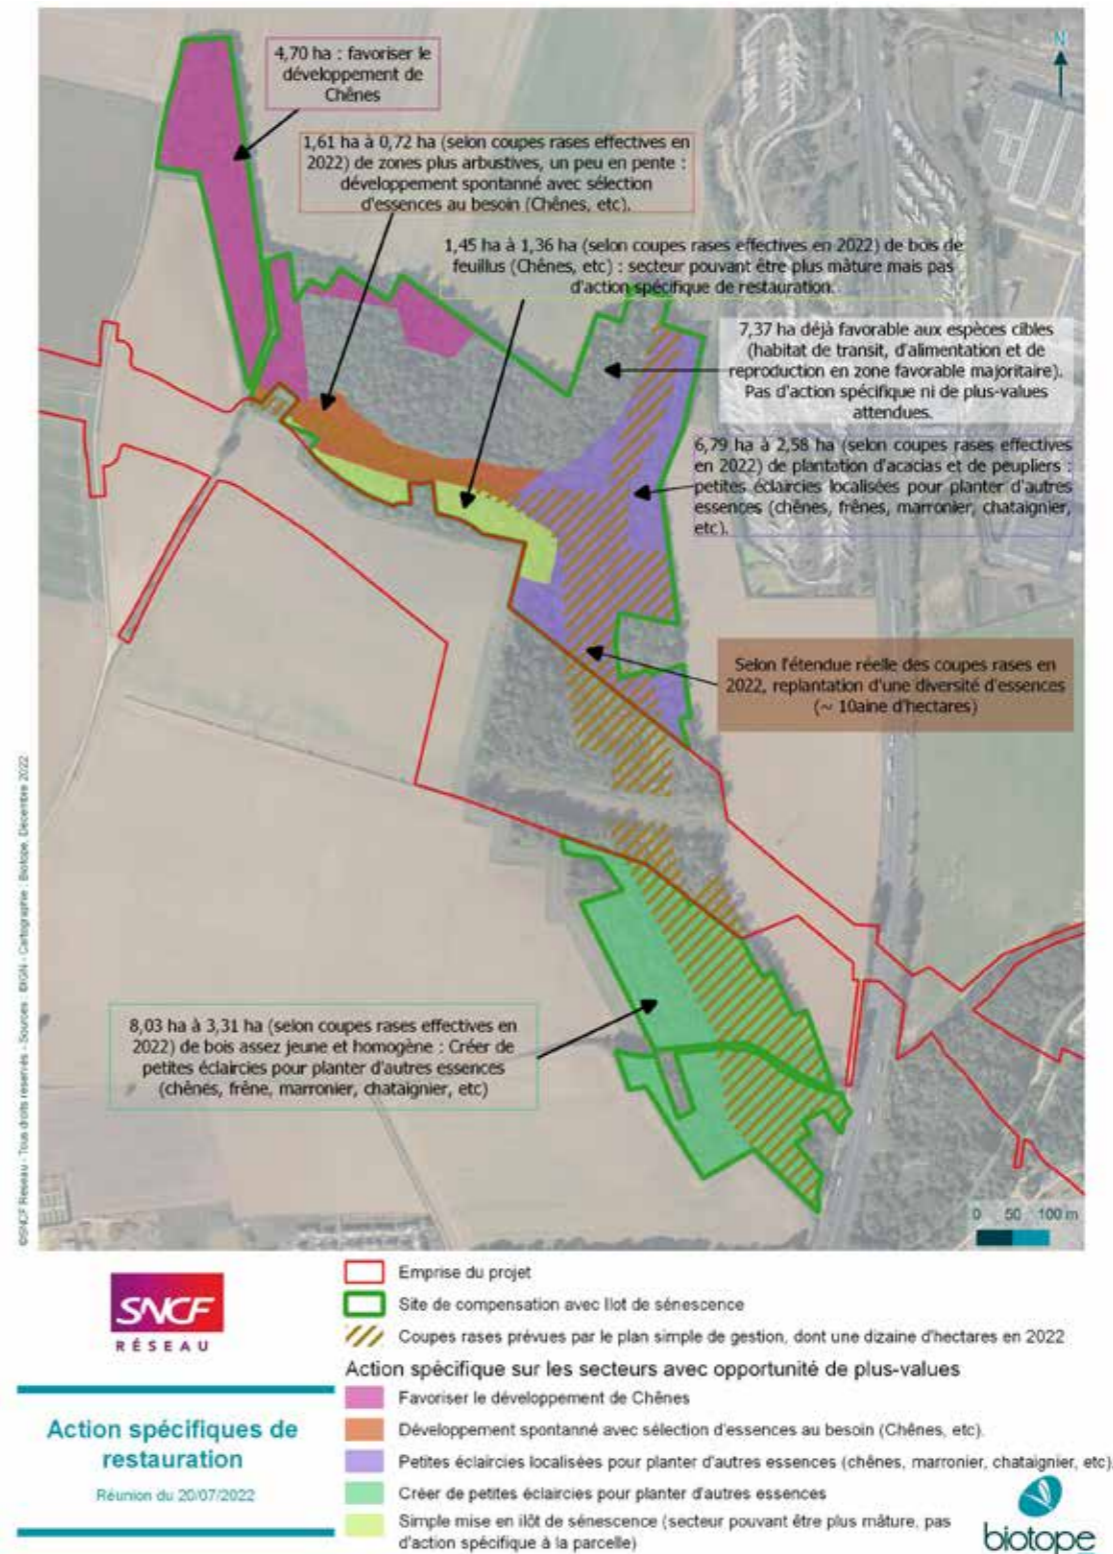 N
4,70 ha : favoriser le
développement de
Chênes
1,61 ha à 0,72 ha (selon coupes rases effectives en
2022) de zones plus arbustives, un peu en pente :
développement spontanné avec sélection
d'essences au besoin (Chênes, etc).
1,45 ha à 1,36 ha (selon coupes rases effectives en 2022) de bois de
feuillus (Chênes, etc) : secteur pouvant être plus mâture mais pas
d'action spécifique de restauration.
7,37 ha déjà favorable aux espèces cibles
(habitat de transit, d'alimentation et de
reproduction en zone favorable majoritaire).
Pas d'action spécifique ni de plus-values
attendues.
6,79 ha à 2,58 ha (selon coupes rases effectives
en 2022) de plantation d'acacias et de peupliers :
petites éclaircies localisées pour planter d'autres
essences (chênes, frênes, marronier, chataignier,
etc).
Selon l'étendue réelle des coupes rases en
2022, replantation d'une diversité d'essences
(~ 10aine d'hectares)
8,03 ha à 3,31 ha (selon coupes rases effectives en
2022) de bois assez jeune et homogène : Créer de
petites éclaircies pour planter d'autres essences
(chênes, frêne, marronier, chataignier, etc)
0 50 100 m
©SNCF Réseau - Tous droits réservés - Sources : ©IGN - Cartographie : Biotope, Décembre 2022
SNCF
RÉSEAU
Action spécifiques de
restauration
Réunion du 20/07/2022
Emprise du projet
Site de compensation avec Ilot de sénescence
Coupes rases prévues par le plan simple de gestion, dont une dizaine d'hectares en 2022
Action spécifique sur les secteurs avec opportunité de plus-values
Favoriser le développement de Chênes
Développement spontanné avec sélection d'essences au besoin (Chênes, etc).
Petites éclaircies localisées pour planter d'autres essences (chênes, marronier, chataignier, etc).
Créer de petites éclaircies pour planter d'autres essences
Simple mise en ilôt de sénescence (secteur pouvant être plus mâture, pas
d'action spécifique à la parcelle)
biotope